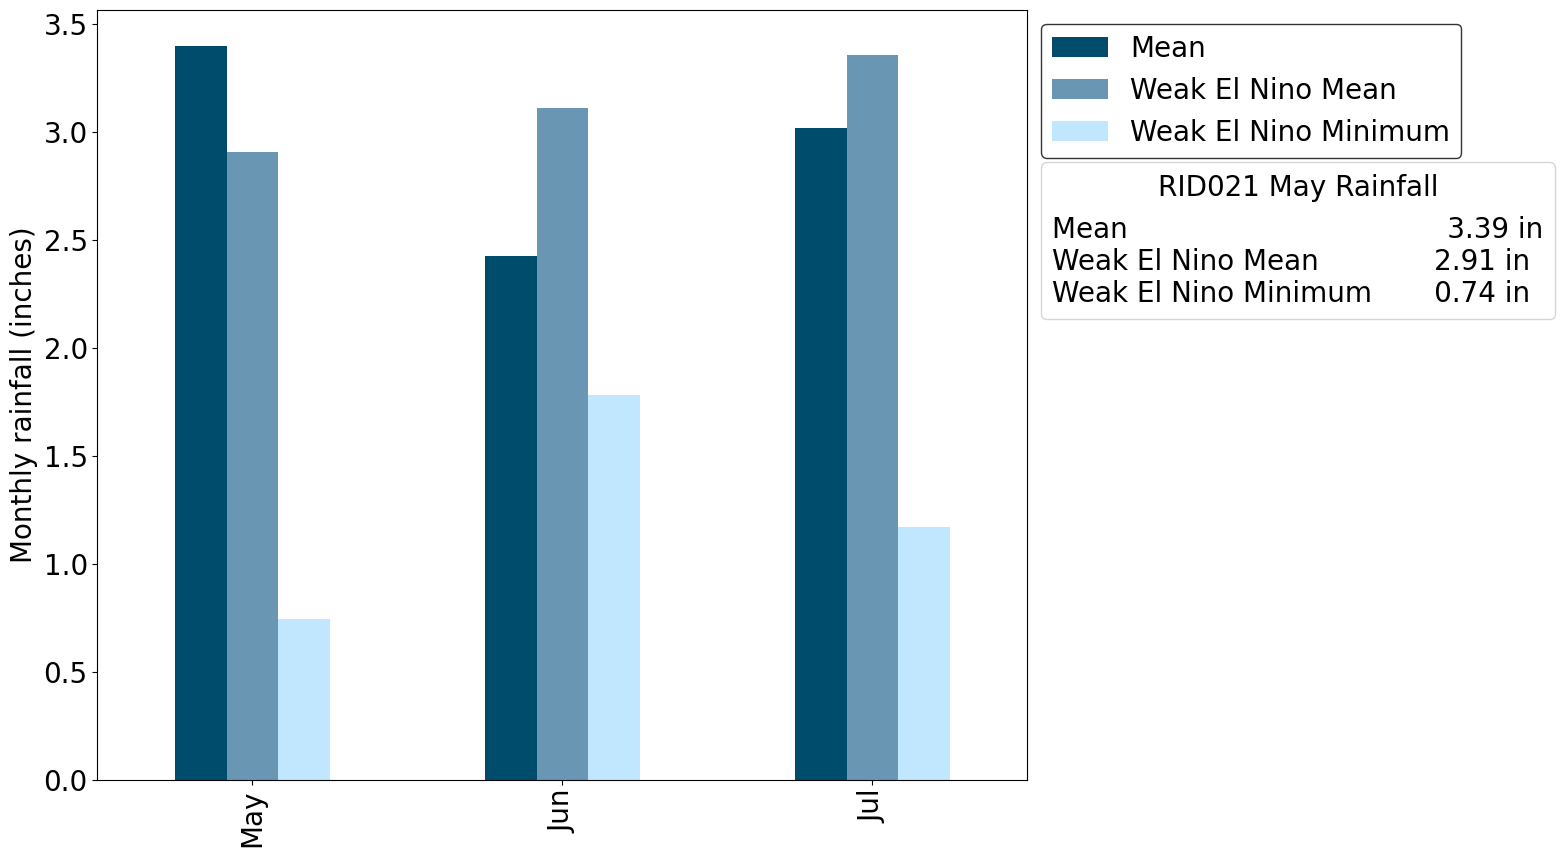 Monthly rainfall (inches)
3.5
3.0
2.5
2.0
1.5
1.0
0.5
0.0
May
Jun
Jul
Mean
Weak El Nino Mean
Weak El Nino Minimum
RID021 May Rainfall
Mean 3.39 in
Weak El Nino Mean 2.91 in
Weak El Nino Minimum 0.74 in